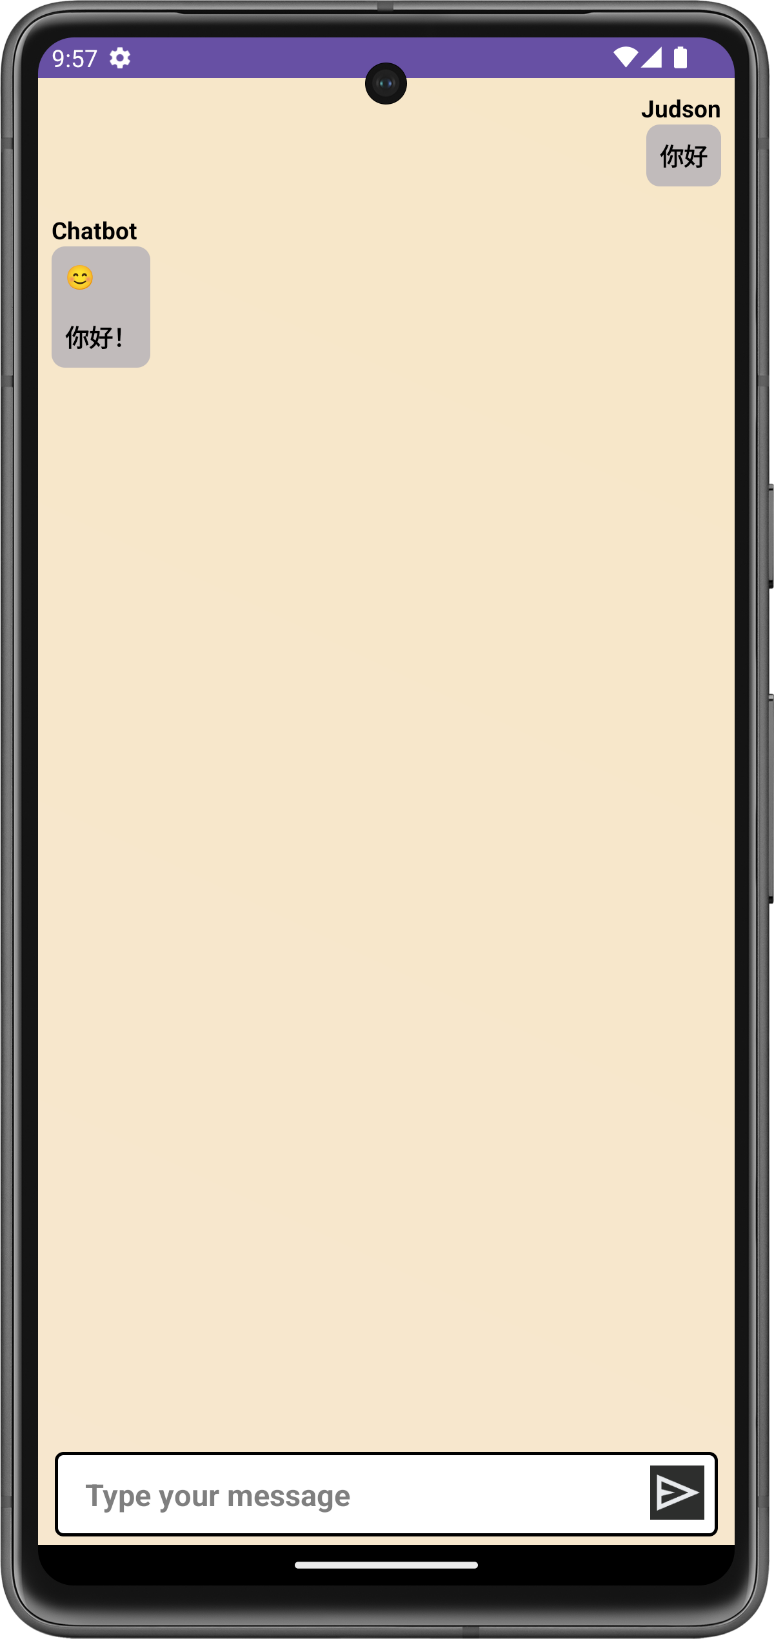 9:57
Judson
你好
Chatbot
😊
你好！
Type your message